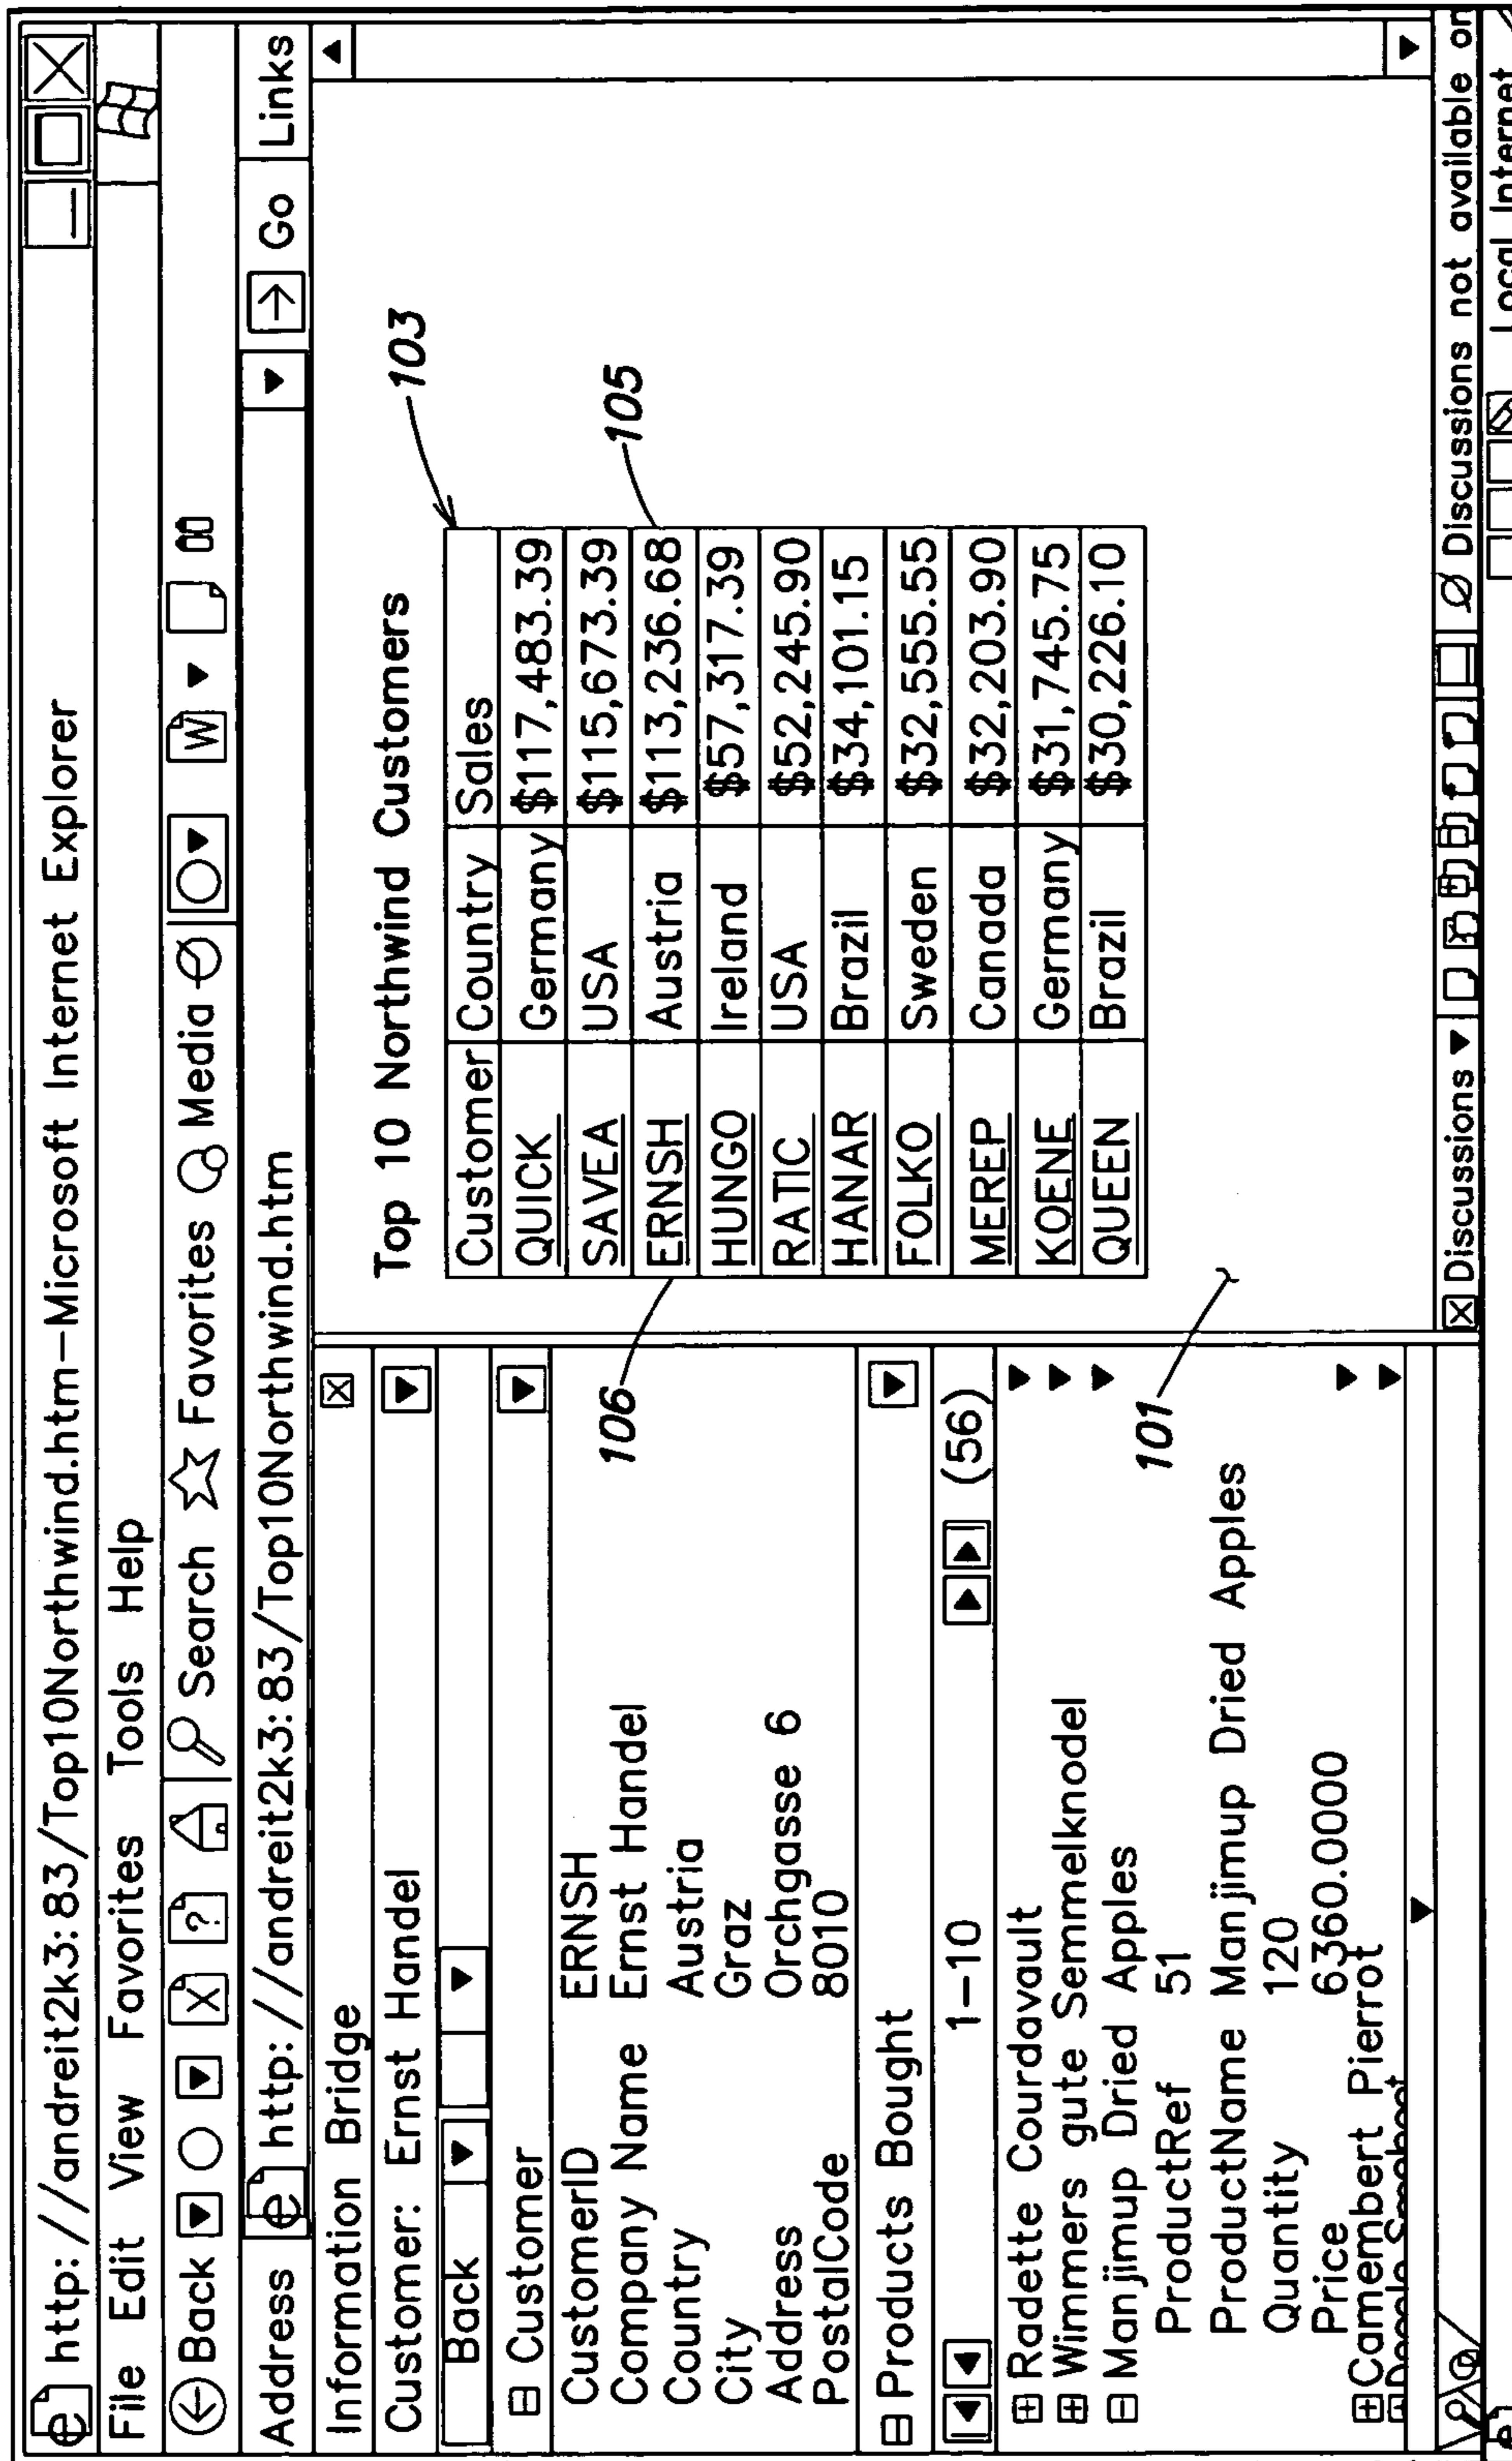 http://andreit2k3:83/Top10Northwind.htm-Microsoft Internet Explorer
File Edit View Favorites Tools Help
Back Search Favorites Media
Address http://andreit2k3:83/Top10Northwind.htm Go Links
Information Bridge
Customer: Ernst Handel
Back
Customer
CustomerID ERNSH
Company Name Ernst Handel
Country Austria
City Graz
Address Orchgasse 6
PostalCode 8010
Products Bought
1-10 (56)
Radette Courdavault
Wimmers gute Semmelknodel
Manjimup Dried Apples
ProductRef 51
ProductName Manjimup Dried Apples
Quantity 120
Price 6360.0000
Camembert Pierrot
Top 10 Northwind Customers
103
Customer Country Sales
QUICK Germany $117,483.39
SAVEA USA $115,673.39
105
ERNSH Austria $113,236.68
106
HUNGO Ireland $57,317.39
RATIC USA $52,245.90
HANAR Brazil $34,101.15
FOLKO Sweden $32,555.55
MEREP Canada $32,203.90
KOENE Germany $31,745.75
QUEEN Brazil $30,226.10
101
Discussions Discussions not available on
Local Internet